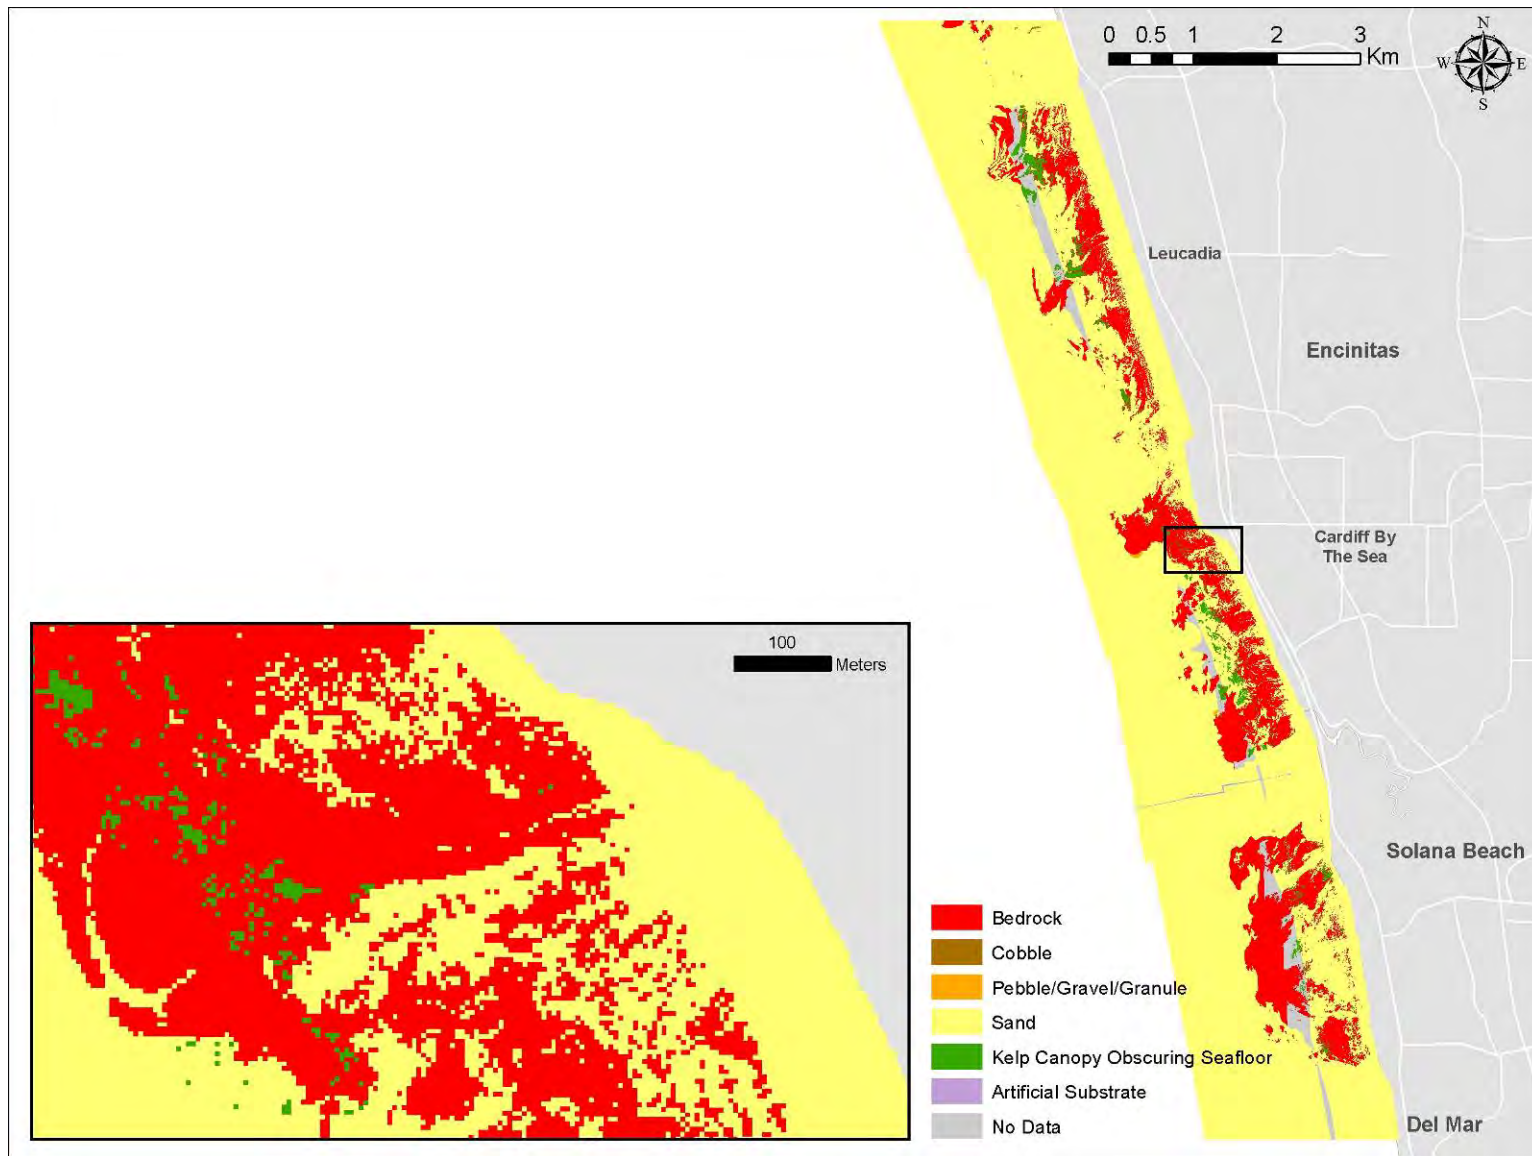 0 0.5 1 2 3
Km
N
W E
S
Leucadia
Encinitas
Cardiff By
The Sea
100
Meters
Solana Beach
Bedrock
Cobble
Pebble/Gravel/Granule
Sand
Kelp Canopy Obscuring Seafloor
Artificial Substrate
No Data
Del Mar